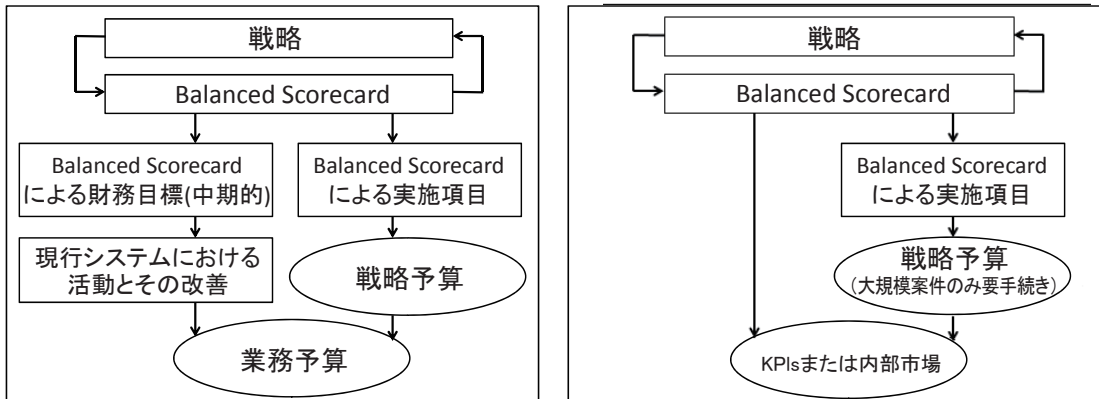 戦略
Balanced Scorecard
Balanced Scorecard
による財務目標(中期的)
Balanced Scorecard
による実施項目
現行システムにおける
活動とその改善
戦略予算
業務予算
戦略
Balanced Scorecard
Balanced Scorecard
による実施項目
戦略予算
(大規模案件のみ要手続き)
KPIsまたは内部市場